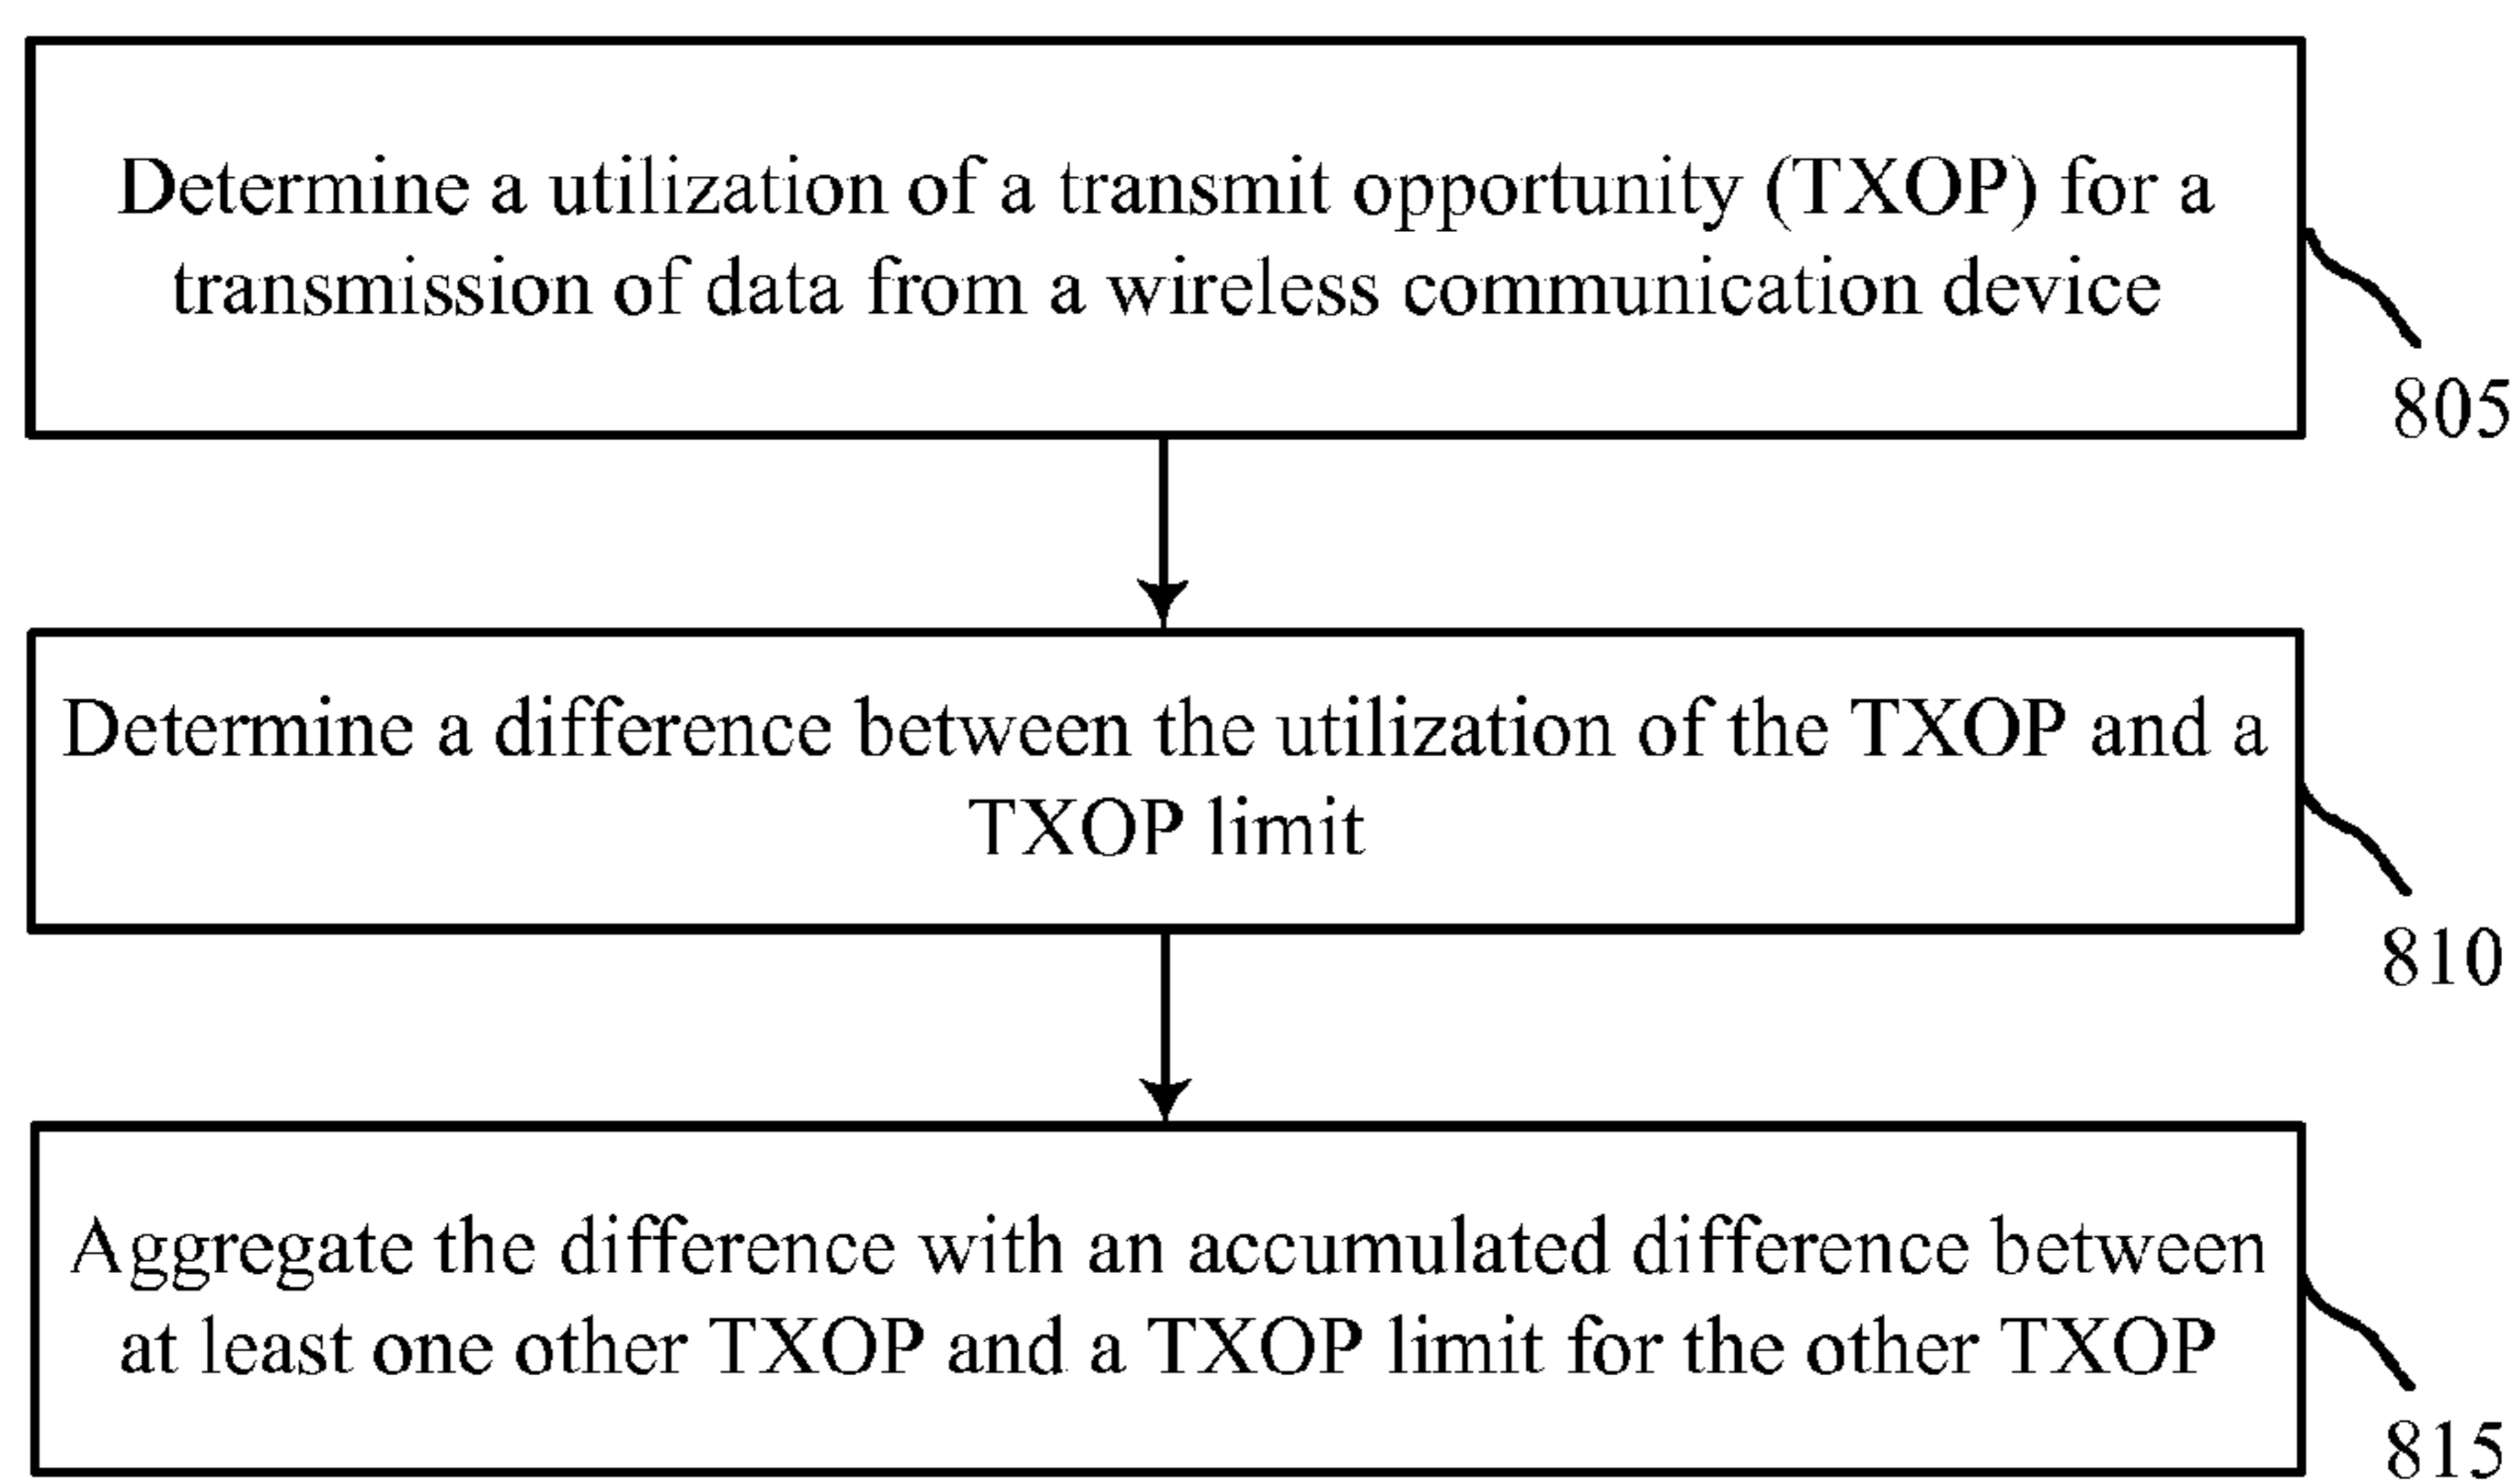 Determine a utilization of a transmit opportunity (TXOP) for a
transmission of data from a wireless communication device
805
Determine a difference between the utilization of the TXOP and a
TXOP limit
810
Aggregate the difference with an accumulated difference between
at least one other TXOP and a TXOP limit for the other TXOP
815